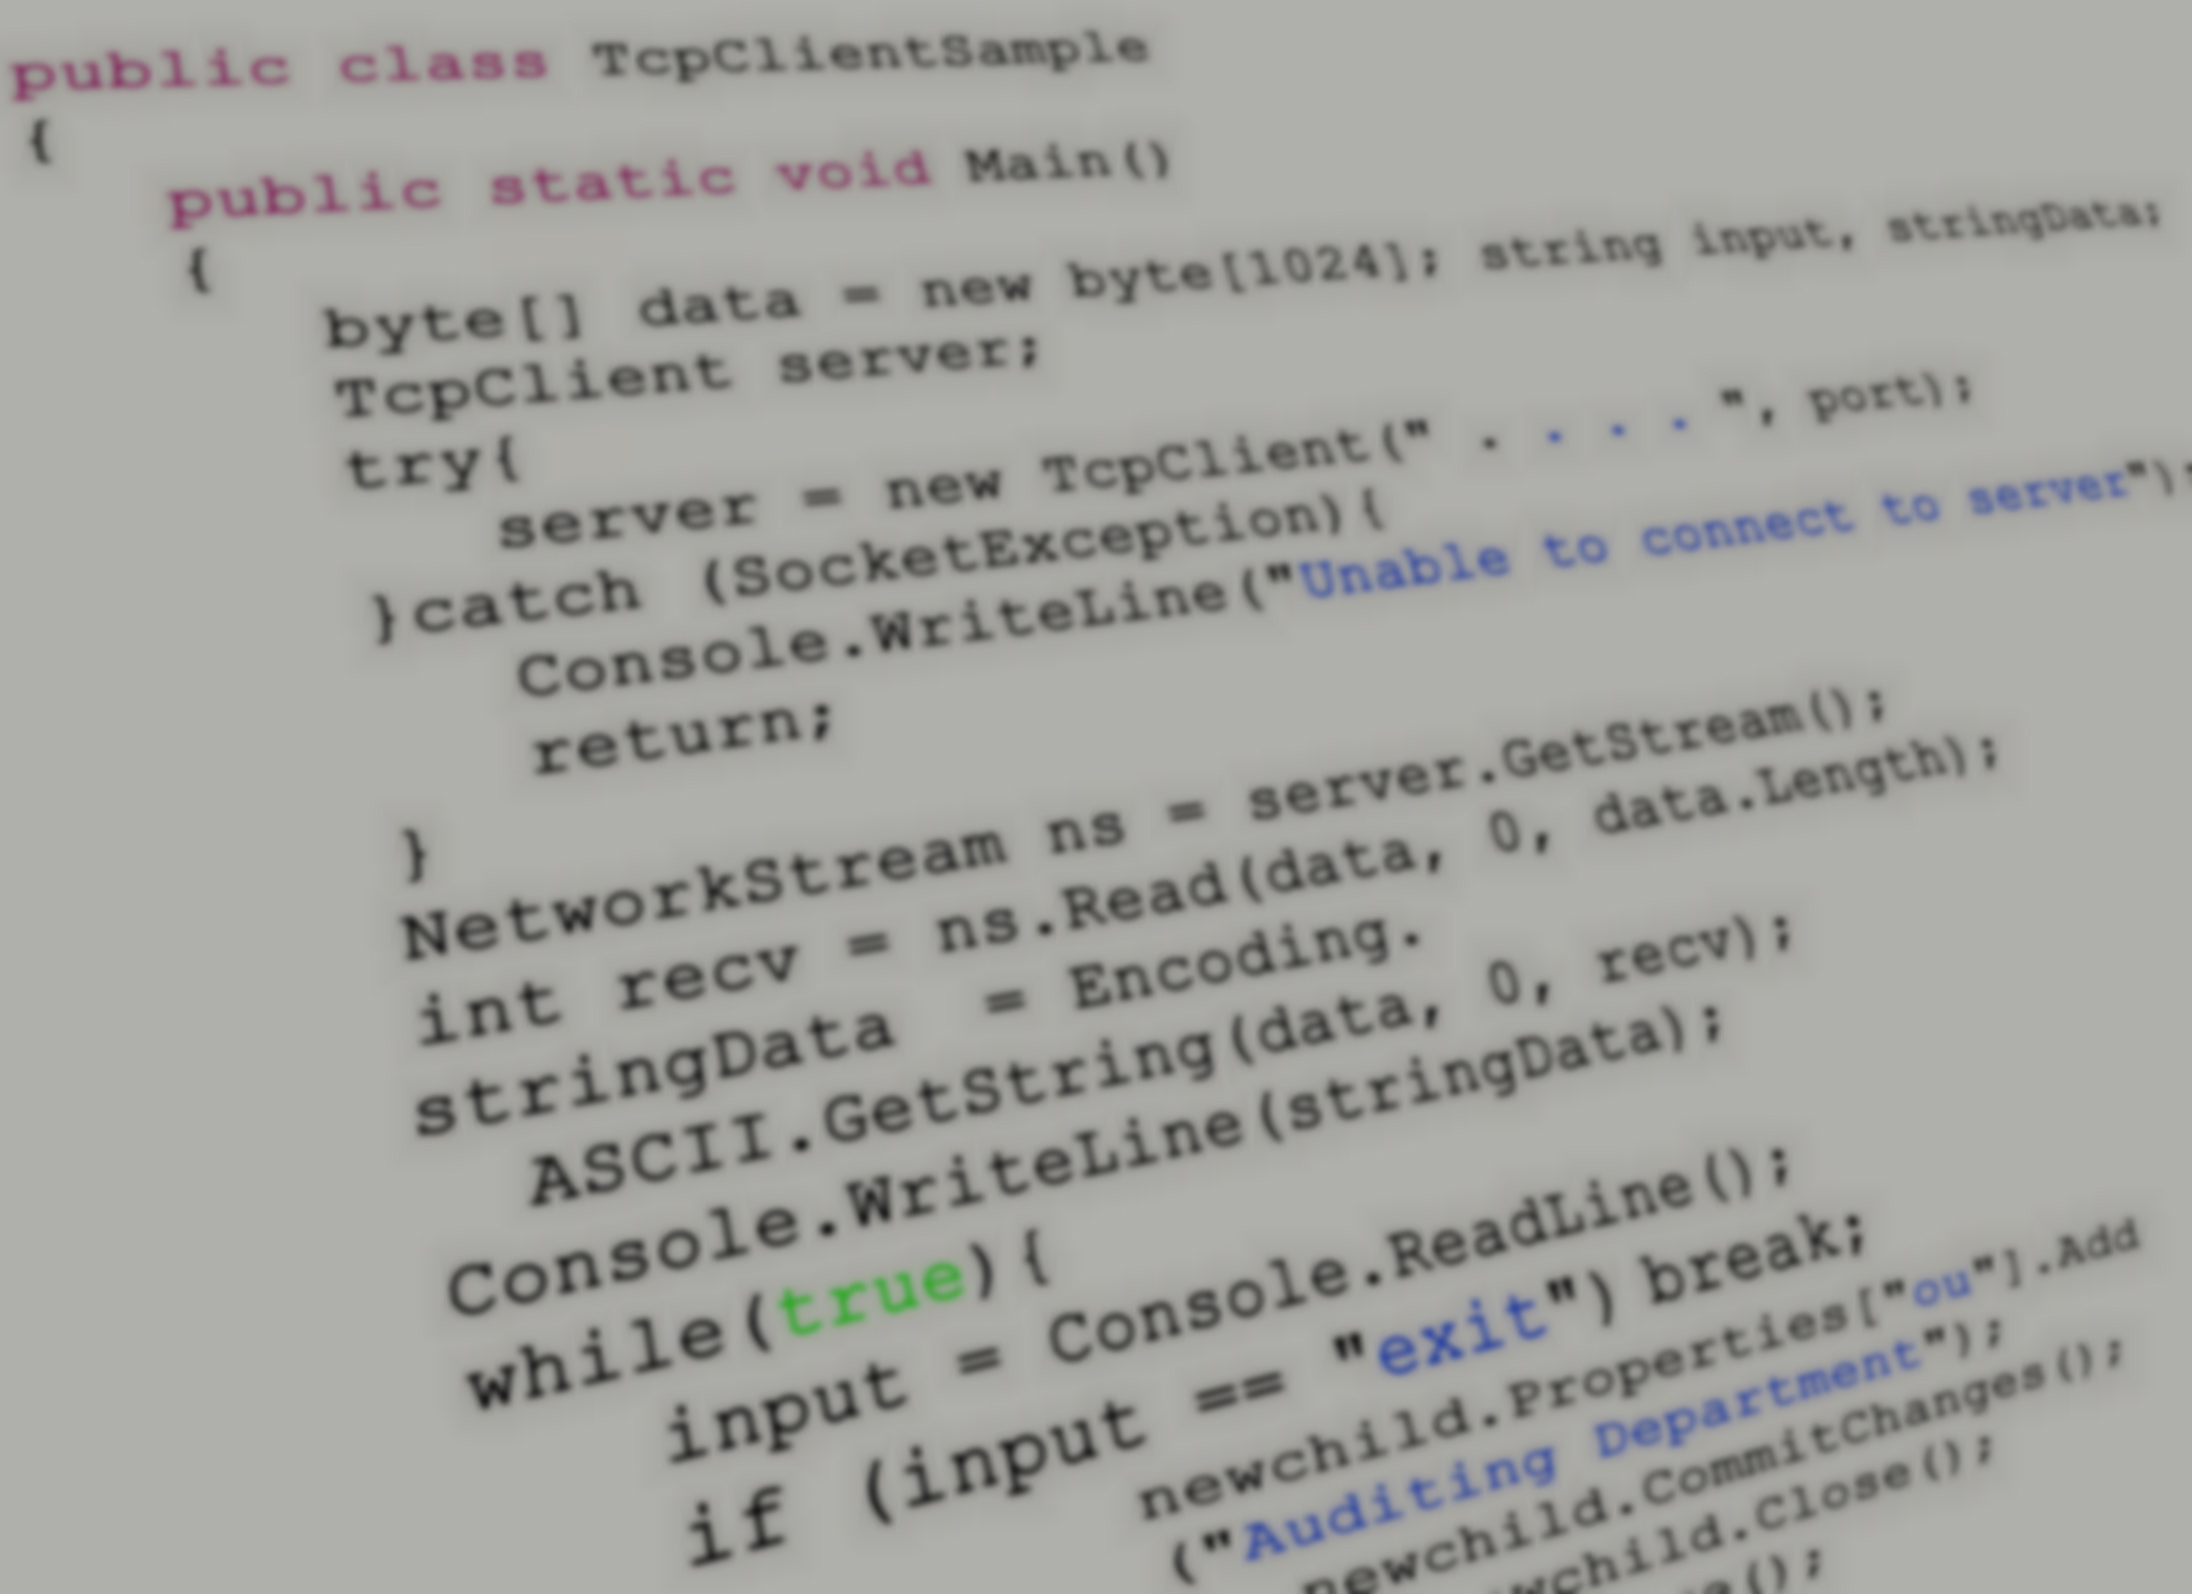 public class TcpClientSample
{
public static void Main()
{
byte[] data = new byte[1024]; string input, stringData;
TcpClient server;
try{
server = new TcpClient(" . . . . ", port);
}catch (SocketException){
Console.WriteLine("Unable to connect to server");
return;
}
NetworkStream ns = server.GetStream();
int recv = ns.Read(data, 0, data.Length);
stringData = Encoding.
ASCII.GetString(data, 0, recv);
Console.WriteLine(stringData);
while(true){
input = Console.ReadLine();
if (input == "exit") break;
newchild.Properties["ou"].Add
("Auditing Department");
newchild.CommitChanges();
wchild.Close();